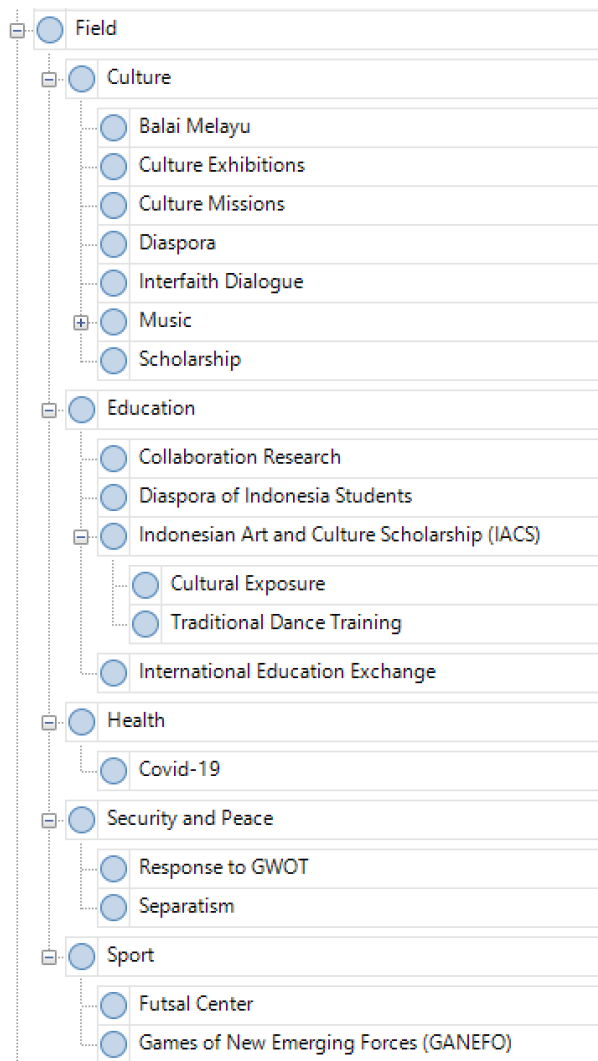 Field
Culture
Balai Melayu
Culture Exhibitions
Culture Missions
Diaspora
Interfaith Dialogue
Music
Scholarship
Education
Collaboration Research
Diaspora of Indonesia Students
Indonesian Art and Culture Scholarship (IACS)
Cultural Exposure
Traditional Dance Training
International Education Exchange
Health
Covid-19
Security and Peace
Response to GWOT
Separatism
Sport
Futsal Center
Games of New Emerging Forces (GANEFO)